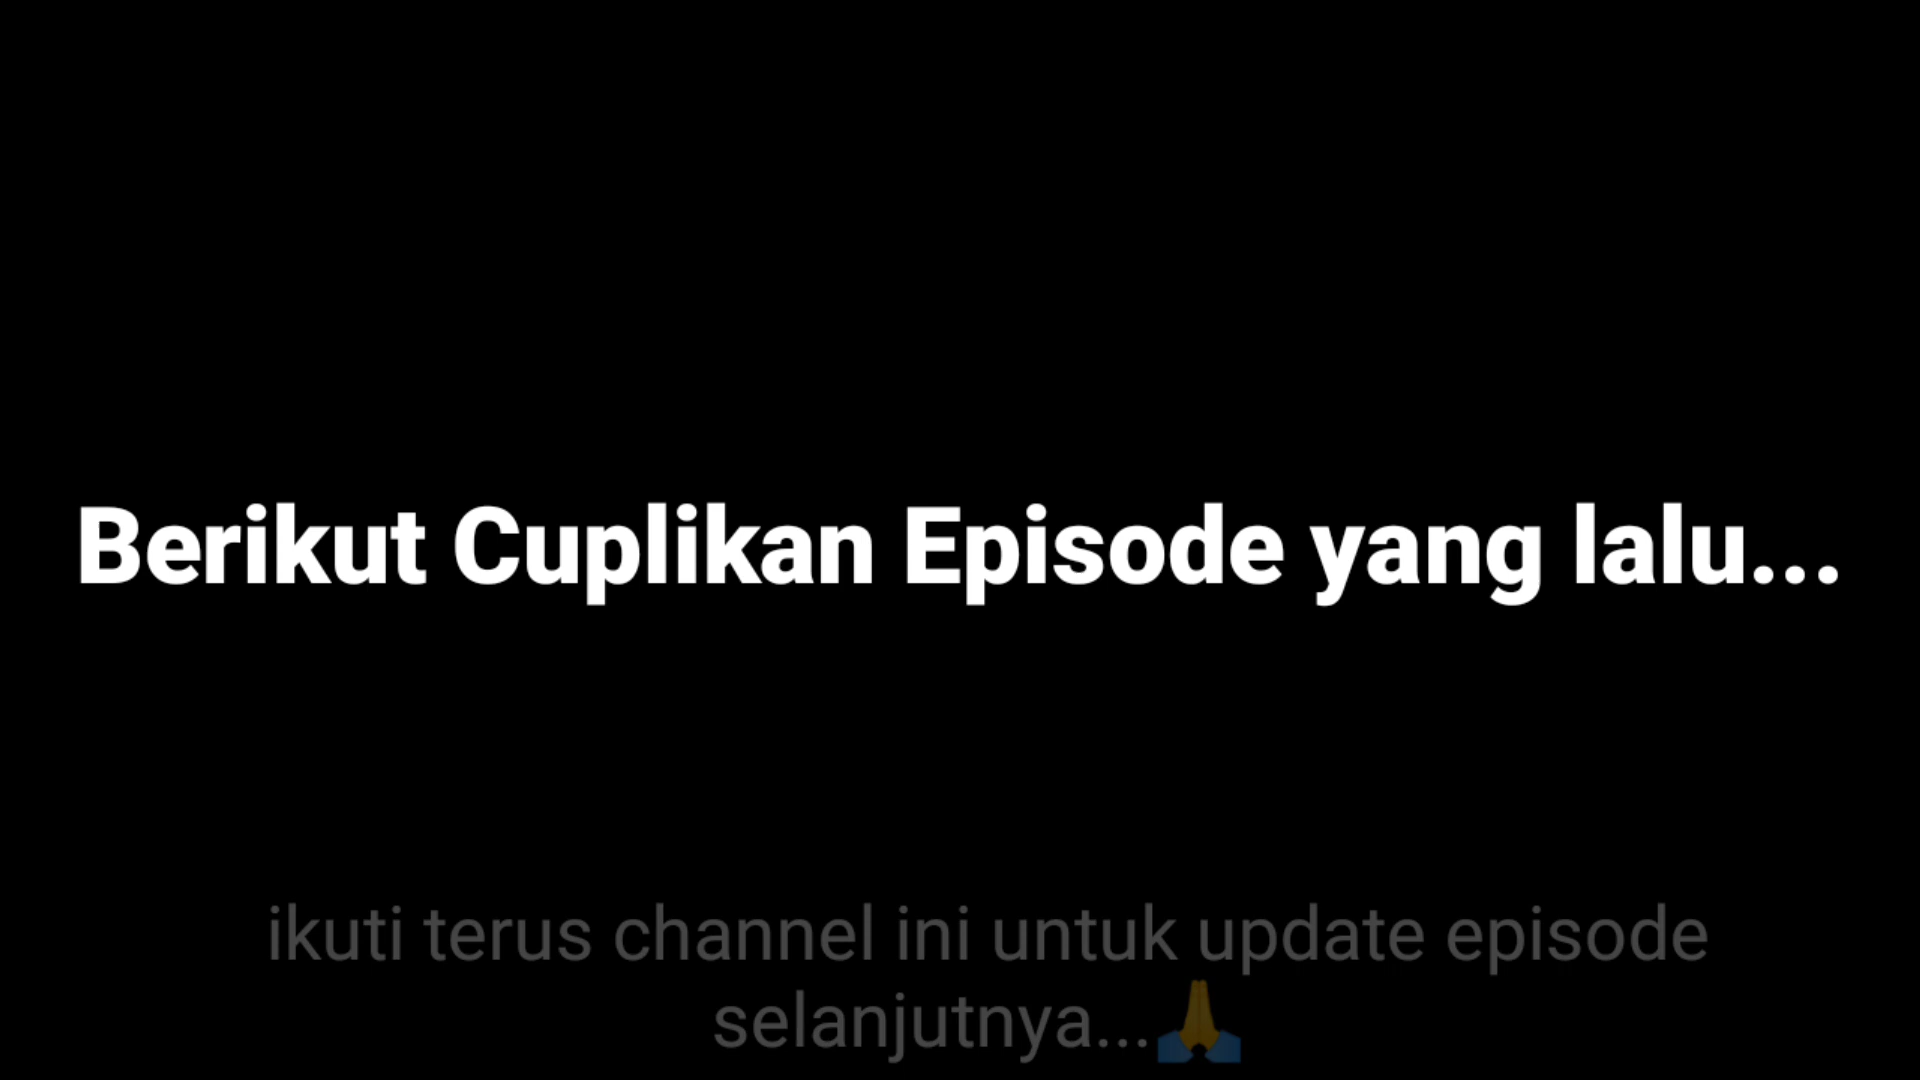 Berikut Cuplikan Episode yang lalu...
ikuti terus channel ini untuk update episode
selanjutnya...🙏